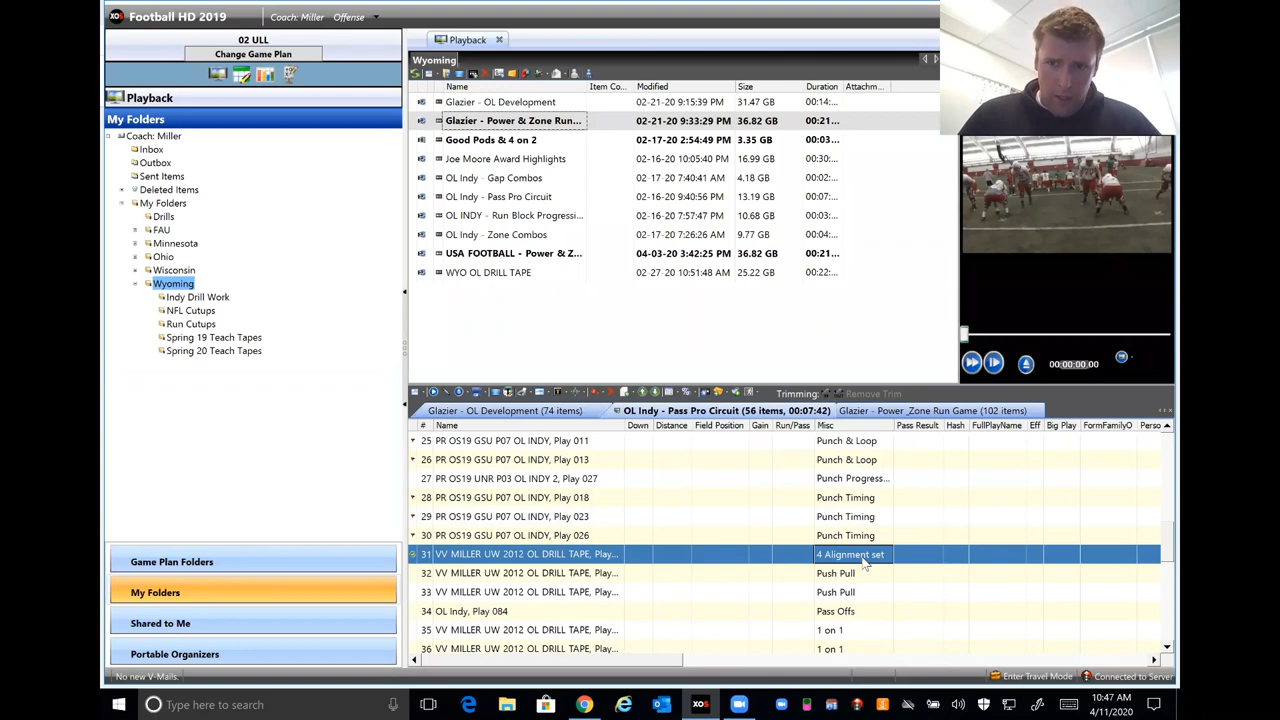 XOS Football HD 2019 Coach: Miller Offense
02 ULL
Change Game Plan
Playback
My Folders
Coach: Miller
Inbox
Outbox
Sent Items
Deleted Items
My Folders
Drills
FAU
Minnesota
Ohio
Wisconsin
Wyoming
Indy Drill Work
NFL Cutups
Run Cutups
Spring 19 Teach Tapes
Spring 20 Teach Tapes
Game Plan Folders
My Folders
Shared to Me
Portable Organizers
No new V-Mails.
Playback
Wyoming
Name Item Co... Modified Size Duration Attachm...
Glazier - OL Development 02-21-20 9:15:39 PM 31.47 GB 00:14:...
Glazier - Power & Zone Run... 02-21-20 9:33:29 PM 36.82 GB 00:21...
Good Pods & 4 on 2 02-17-20 2:54:49 PM 3.35 GB 00:03...
Joe Moore Award Highlights 02-16-20 10:05:40 PM 16.99 GB 00:30:...
OL Indy - Gap Combos 02-17-20 7:40:41 AM 4.18 GB 00:02:...
OL Indy - Pass Pro Circuit 02-16-20 9:40:56 PM 13.19 GB 00:07:...
OL INDY - Run Block Progressi... 02-16-20 7:57:47 PM 10.68 GB 00:03:...
OL Indy - Zone Combos 02-17-20 7:26:26 AM 9.77 GB 00:04:...
USA FOOTBALL - Power & Z... 04-03-20 3:42:25 PM 36.82 GB 00:21...
WYO OL DRILL TAPE 02-27-20 10:51:48 AM 25.22 GB 00:22:...
00:00:00:00
Trimming: Remove Trim
Glazier - OL Development (74 items) OL Indy - Pass Pro Circuit (56 items, 00:07:42) Glazier - Power _Zone Run Game (102 items)
# Name Down Distance Field Position Gain Run/Pass Misc Pass Result Hash FullPlayName Eff Big Play FormFamilyO Perso
25 PR OS19 GSU P07 OL INDY, Play 011 Punch & Loop
26 PR OS19 GSU P07 OL INDY, Play 013 Punch & Loop
27 PR OS19 UNR P03 OL INDY 2, Play 027 Punch Progress...
28 PR OS19 GSU P07 OL INDY, Play 018 Punch Timing
29 PR OS19 GSU P07 OL INDY, Play 023 Punch Timing
30 PR OS19 GSU P07 OL INDY, Play 026 Punch Timing
31 VV MILLER UW 2012 OL DRILL TAPE, Play... 4 Alignment set
32 VV MILLER UW 2012 OL DRILL TAPE, Play... Push Pull
33 VV MILLER UW 2012 OL DRILL TAPE, Play... Push Pull
34 OL Indy, Play 084 Pass Offs
35 VV MILLER UW 2012 OL DRILL TAPE, Play... 1 on 1
36 VV MILLER UW 2012 OL DRILL TAPE, Play... 1 on 1
Enter Travel Mode Connected to Server
Type here to search
XOS
10:47 AM
4/11/2020